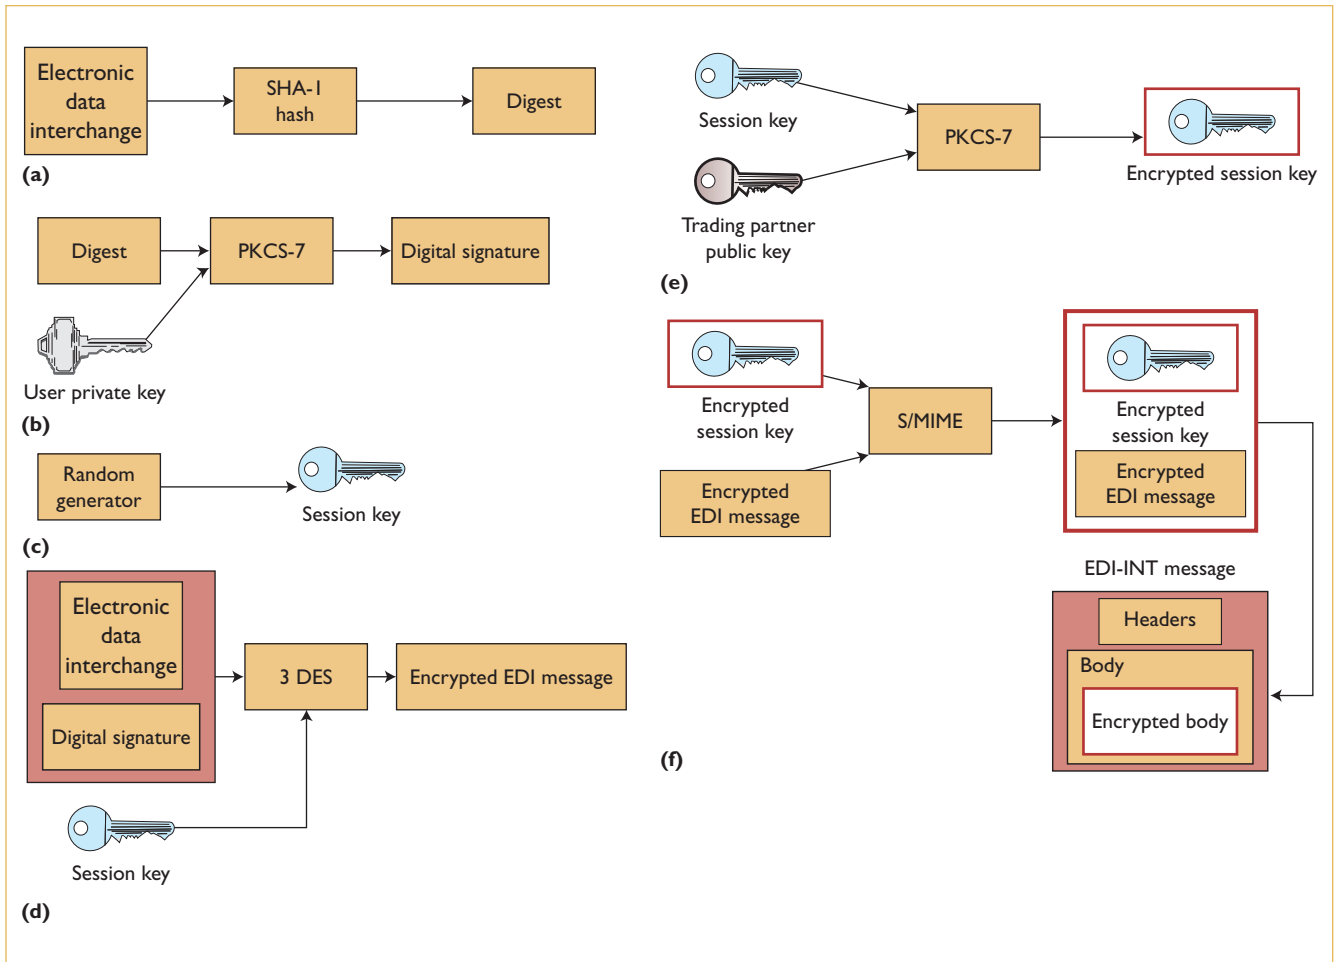 Electronic
data
interchange
SHA-1
hash
Digest
(a)
Digest
PKCS-7
Digital signature
User private key
(b)
Random
generator
Session key
(c)
Electronic
data
interchange
Digital signature
3 DES
Encrypted EDI message
Session key
(d)
Session key
PKCS-7
Encrypted session key
Trading partner
public key
(e)
Encrypted
session key
S/MIME
Encrypted
EDI message
Encrypted
session key
Encrypted
EDI message
EDI-INT message
Headers
Body
Encrypted body
(f)